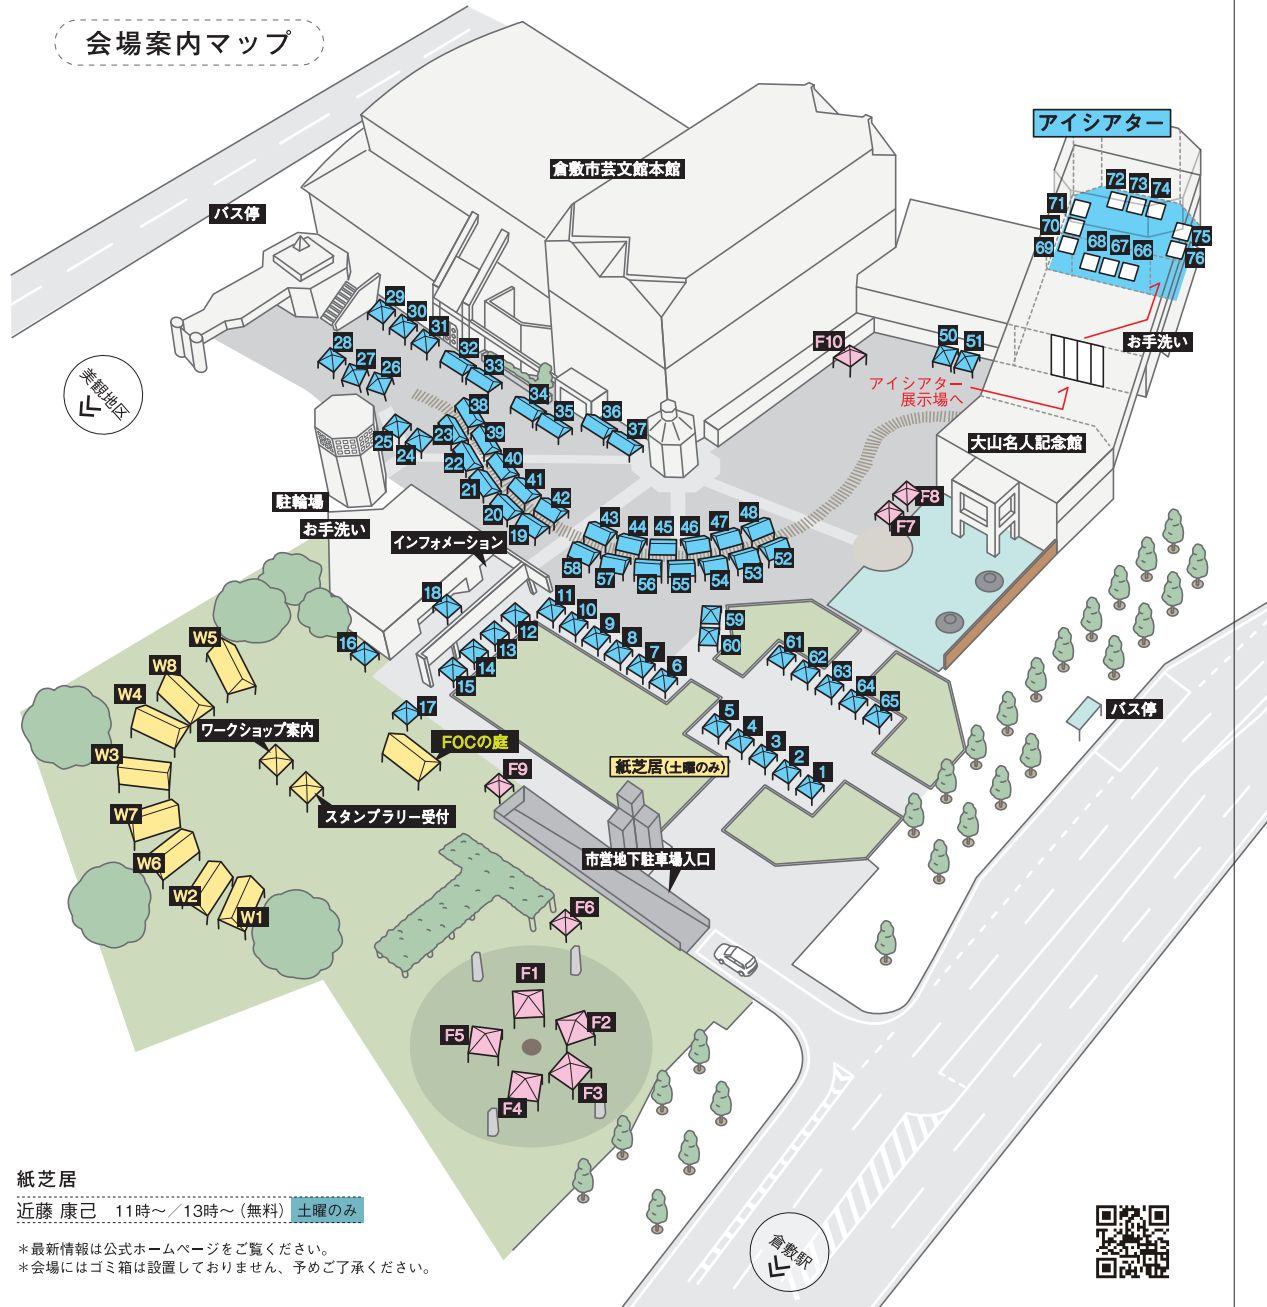 会場案内マップ
アイシアター
倉敷市芸文館本館
バス停
72
73
74
71
70
69
68
67
66
75
76
お手洗い
29
30
31
28
27
26
32
33
34
35
36
37
F10
50
51
アイシアター
展示場へ
美観地区
大山名人記念館
38
39
40
41
42
25
24
23
22
21
20
19
F8
F7
駐輪場
お手洗い
インフォメーション
43
44
45
46
47
48
58
57
56
55
54
53
52
18
11
10
9
8
7
6
12
13
14
15
16
17
59
60
61
62
63
64
65
5
4
3
2
1
バス停
W5
W8
W4
W3
W7
W6
W2
W1
ワークショップ案内
FOCの庭
スタンプラリー受付
F9
紙芝居(土曜のみ)
市営地下駐車場入口
F6
F1
F2
F5
F3
F4
倉敷駅
紙芝居
近藤 康己 11時〜/13時〜(無料) 土曜のみ
＊最新情報は公式ホームページをご覧ください。
＊会場にはゴミ箱は設置しておりません、予めご了承ください。